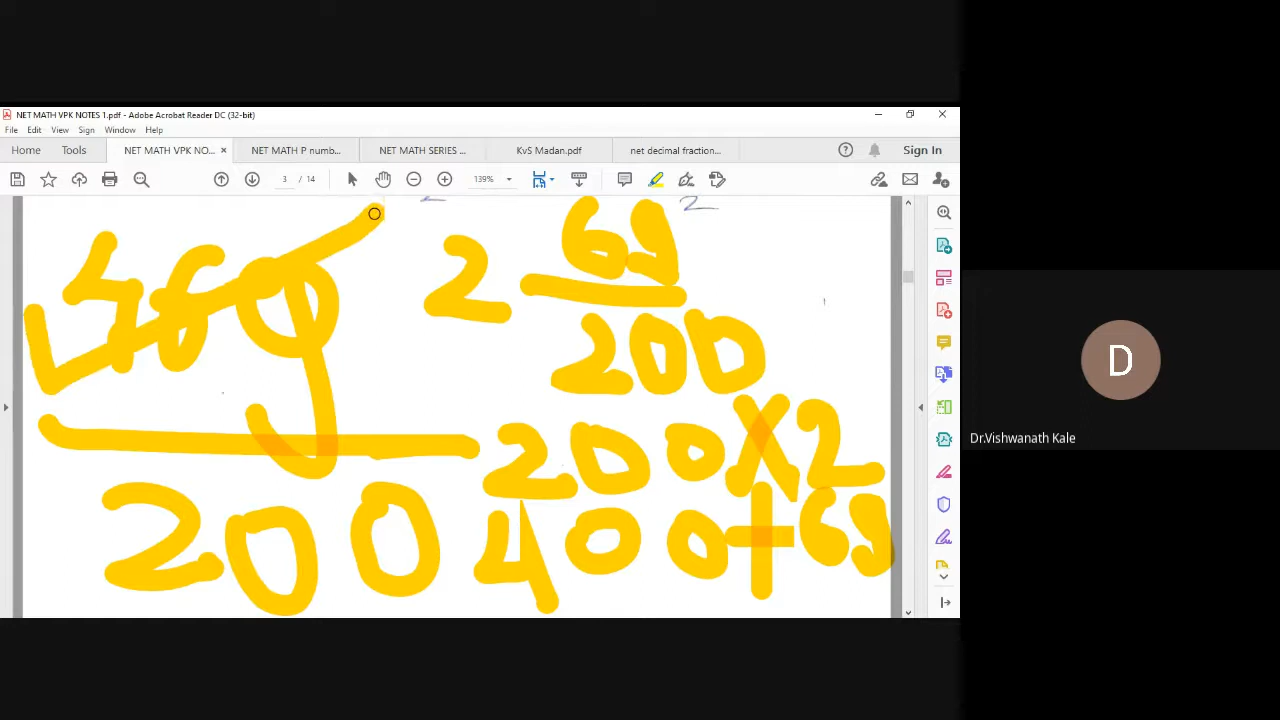 NET MATH VPK NOTES 1.pdf - Adobe Acrobat Reader DC (32-bit)
File Edit View Sign Window Help
Home Tools NET MATH VPK NO... × NET MATH P numb... NET MATH SERIES ... KvS Madan.pdf net decimal fraction... Sign In
3 / 14 139%
2 2
469 2 69
200
200 × 2
200 400 + 69
D
Dr.Vishwanath Kale